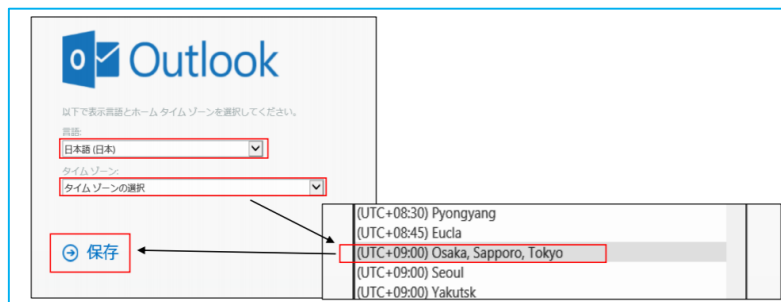 Outlook
以下で表示言語とホーム タイム ゾーンを選択してください。
言語:
日本語 (日本)
タイム ゾーン:
タイム ゾーンの選択
保存
(UTC+08:30) Pyongyang
(UTC+08:45) Eucla
(UTC+09:00) Osaka, Sapporo, Tokyo
(UTC+09:00) Seoul
(UTC+09:00) Yakutsk